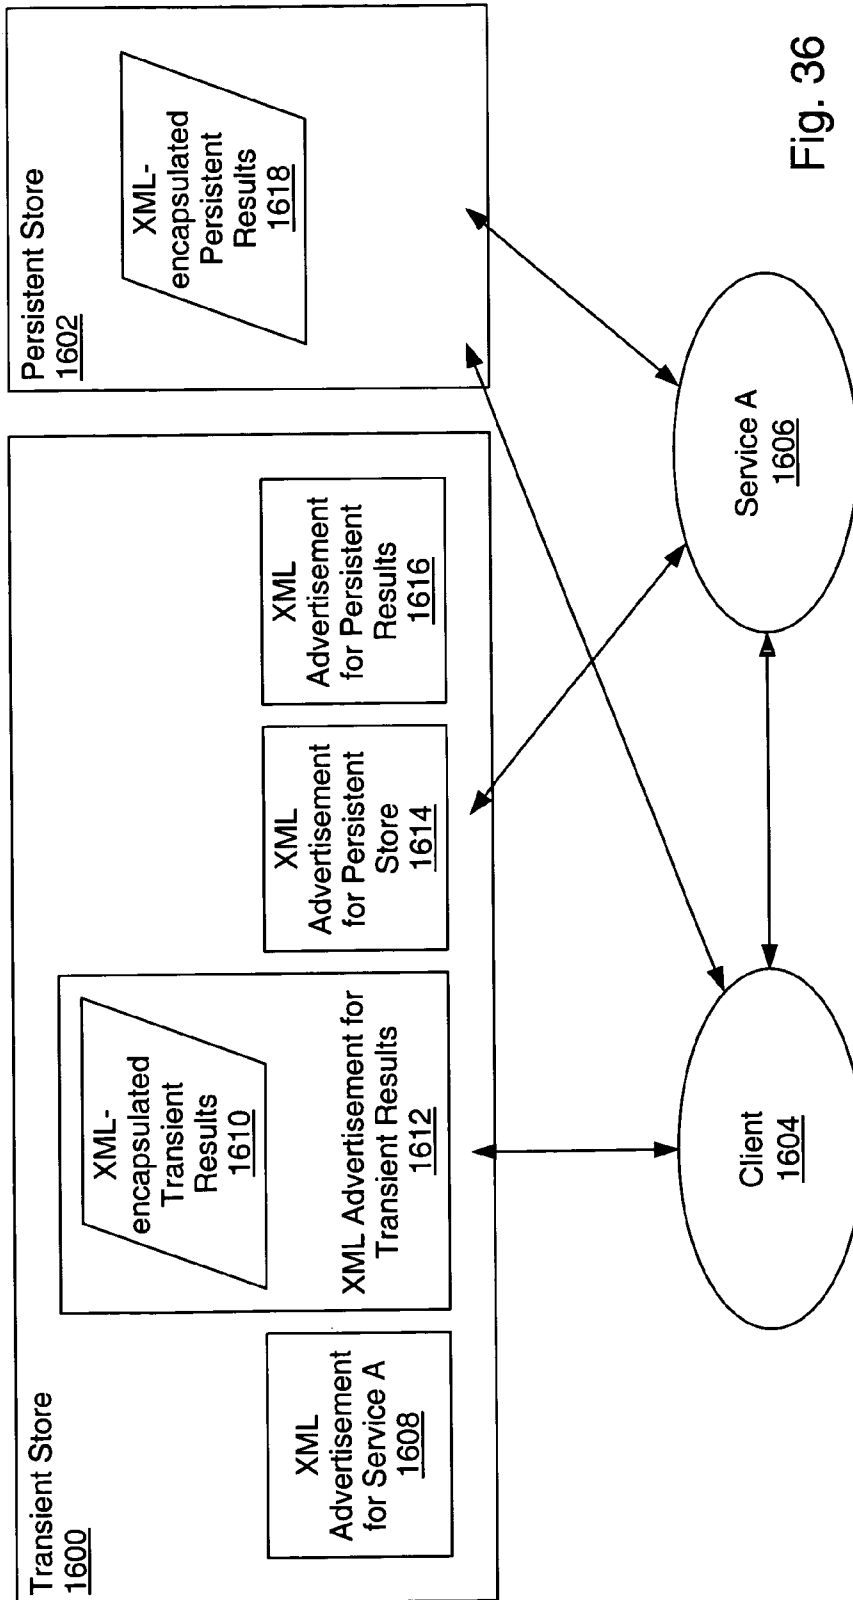 Transient Store
1600
XML
Advertisement
for Service A
1608
XML-
encapsulated
Transient
Results
1610
XML Advertisement for
Transient Results
1612
XML
Advertisement
for Persistent
Store
1614
XML
Advertisement
for Persistent
Results
1616
Persistent Store
1602
XML-
encapsulated
Persistent
Results
1618
Client
1604
Service A
1606
Fig. 36